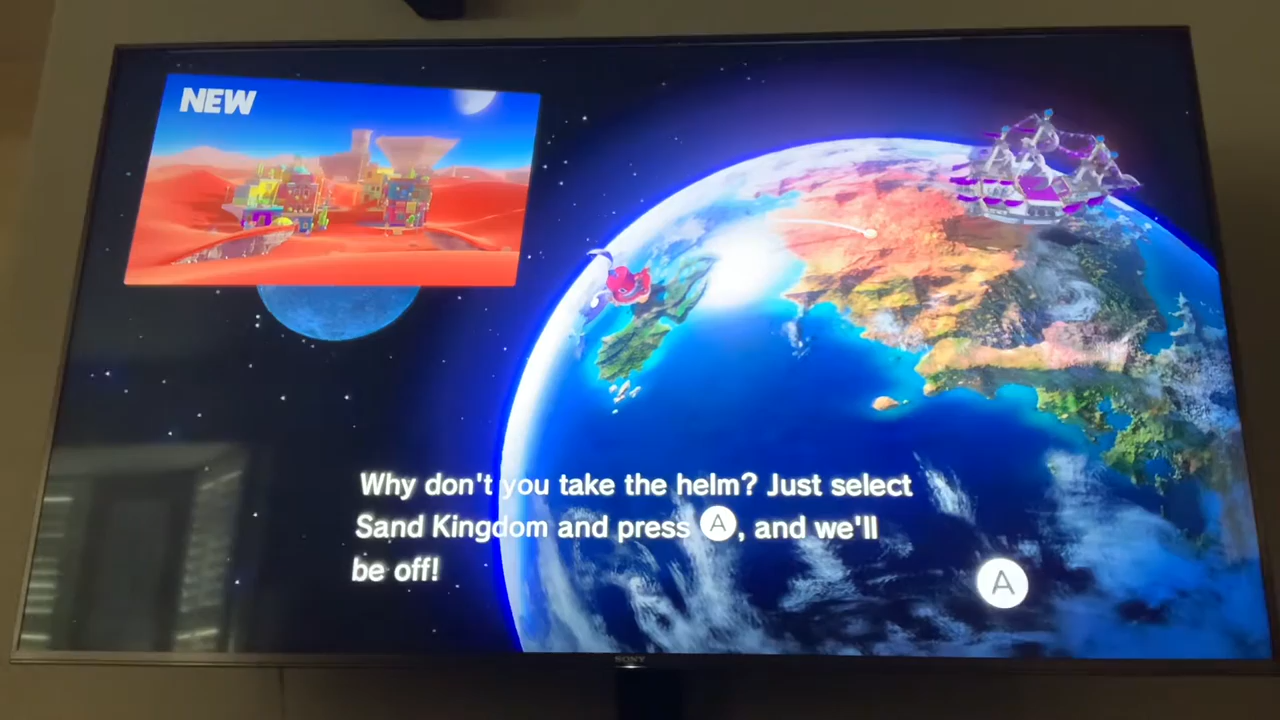 NEW
Why don't you take the helm? Just select
Sand Kingdom and press A, and we'll
be off!
A
SONY